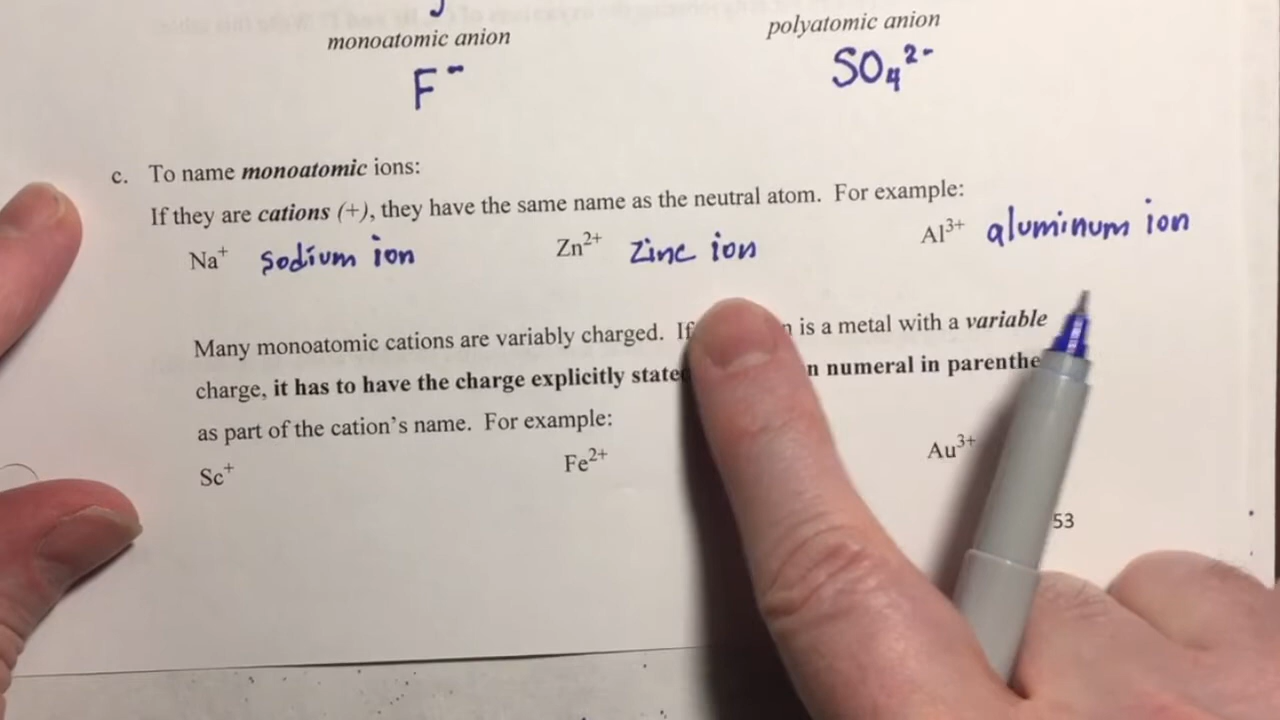 monoatomic anion
polyatomic anion
F⁻
SO₄²⁻
c. To name monoatomic ions:
If they are cations (+), they have the same name as the neutral atom. For example:
Na⁺ sodium ion Zn²⁺ zinc ion Al³⁺ aluminum ion
Many monoatomic cations are variably charged. If is a metal with a variable
charge, it has to have the charge explicitly numeral in
as part of the cation's name. For example:
Sc⁺ Fe²⁺ Au³⁺
53